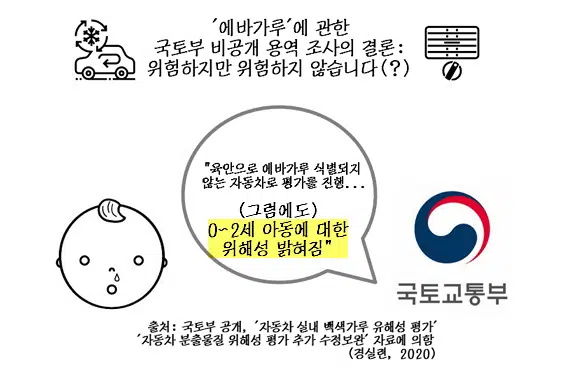 '에바가루'에 관한
국토부 비공개 용역 조사의 결론:
위험하지만 위험하지 않습니다(?)
"육안으로 에바가루 식별되지
않는 자동차로 평가를 진행...
(그럼에도)
0~2세 아동에 대한
위해성 밝혀짐"
국토교통부
출처: 국토부 공개, '자동차 실내 백색가루 유해성 평가'
'자동차 분출물질 위해성 평가 추가 수정보완' 자료에 의함
(경실련, 2020)